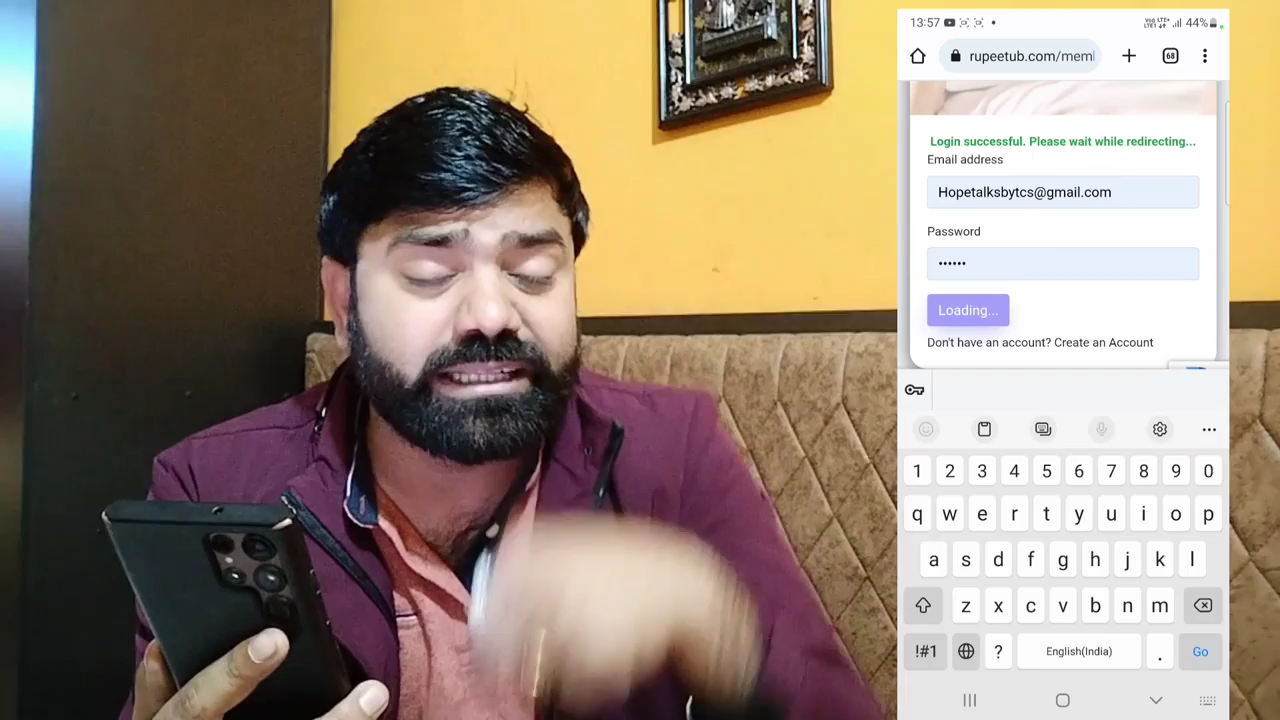 13:57
44%
rupeetub.com/meml
68
Login successful. Please wait while redirecting...
Email address
Hopetalksbytcs@gmail.com
Password
••••••
Loading...
Don't have an account? Create an Account
1 2 3 4 5 6 7 8 9 0
q w e r t y u i o p
a s d f g h j k l
z x c v b n m
!#1 ? English(India) . Go